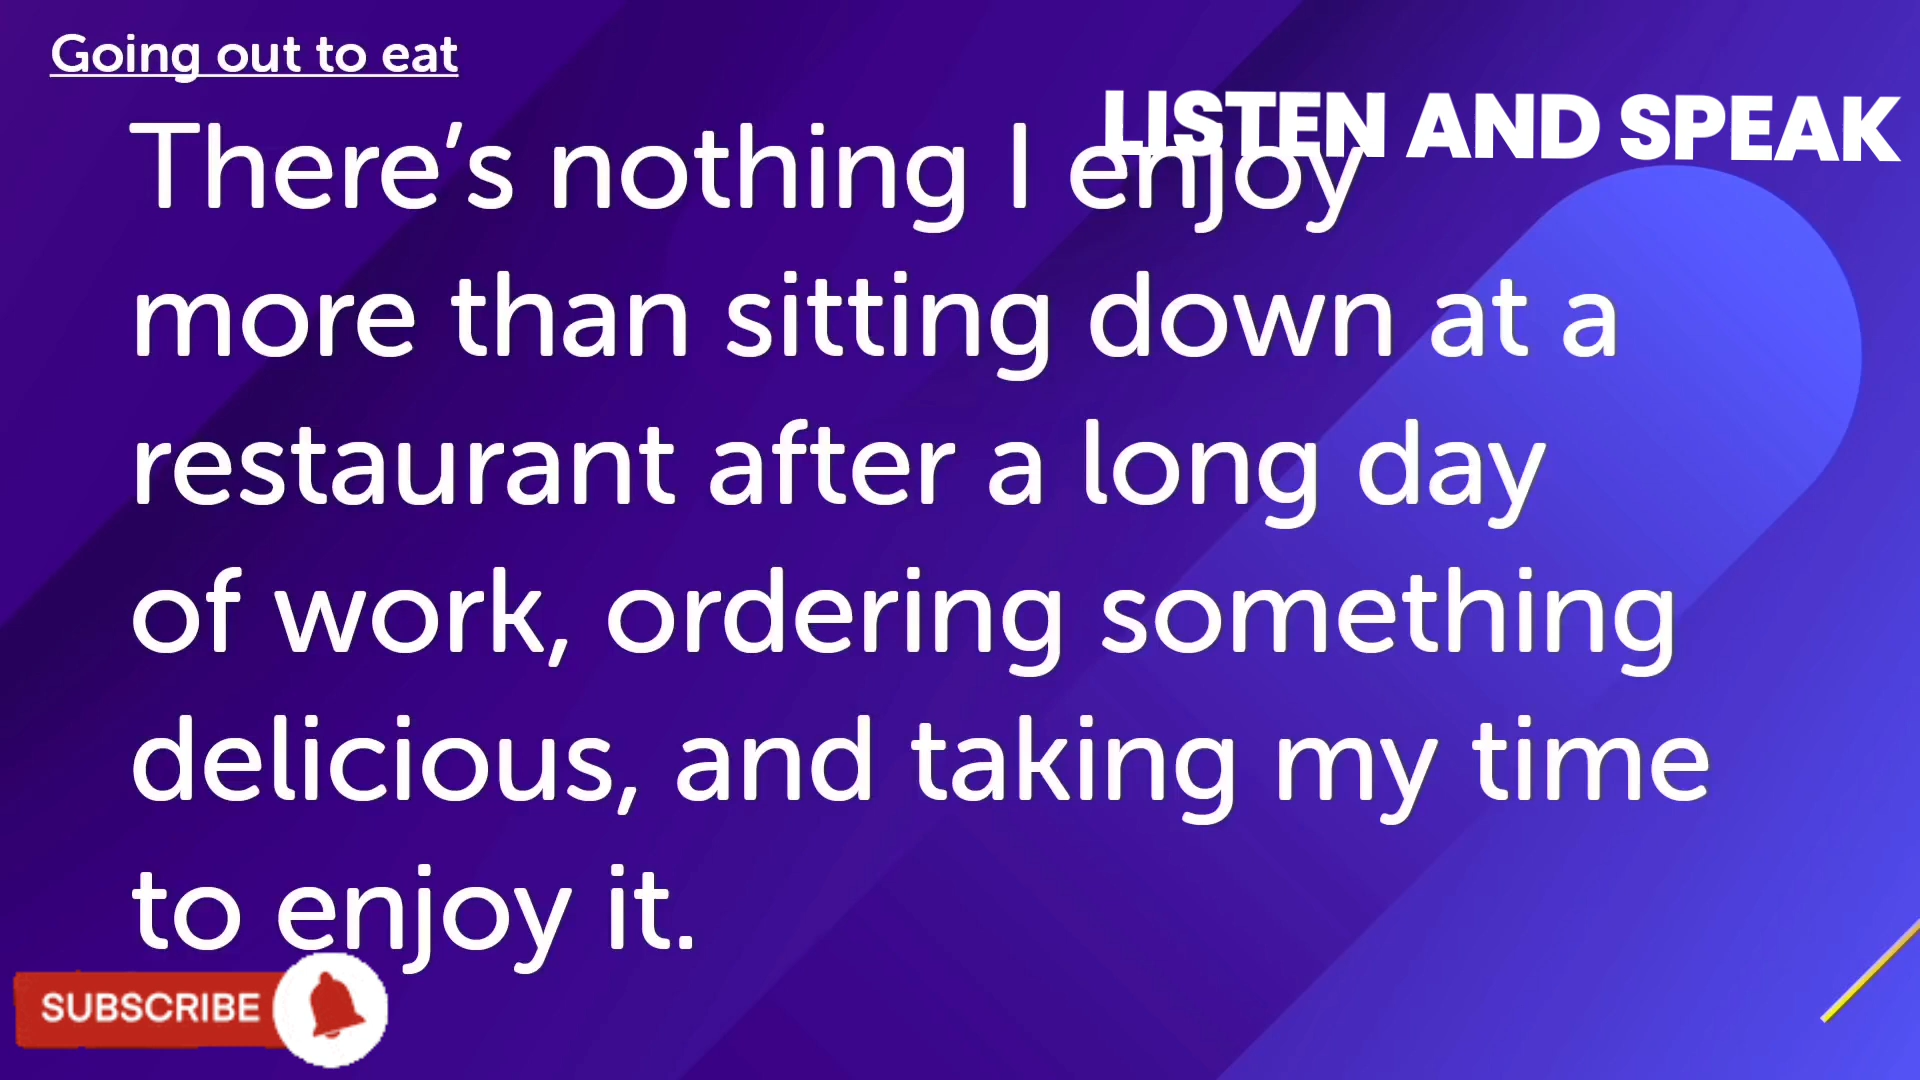 Going out to eat
LISTEN AND SPEAK
There’s nothing I enjoy
more than sitting down at a
restaurant after a long day
of work, ordering something
delicious, and taking my time
to enjoy it.
SUBSCRIBE